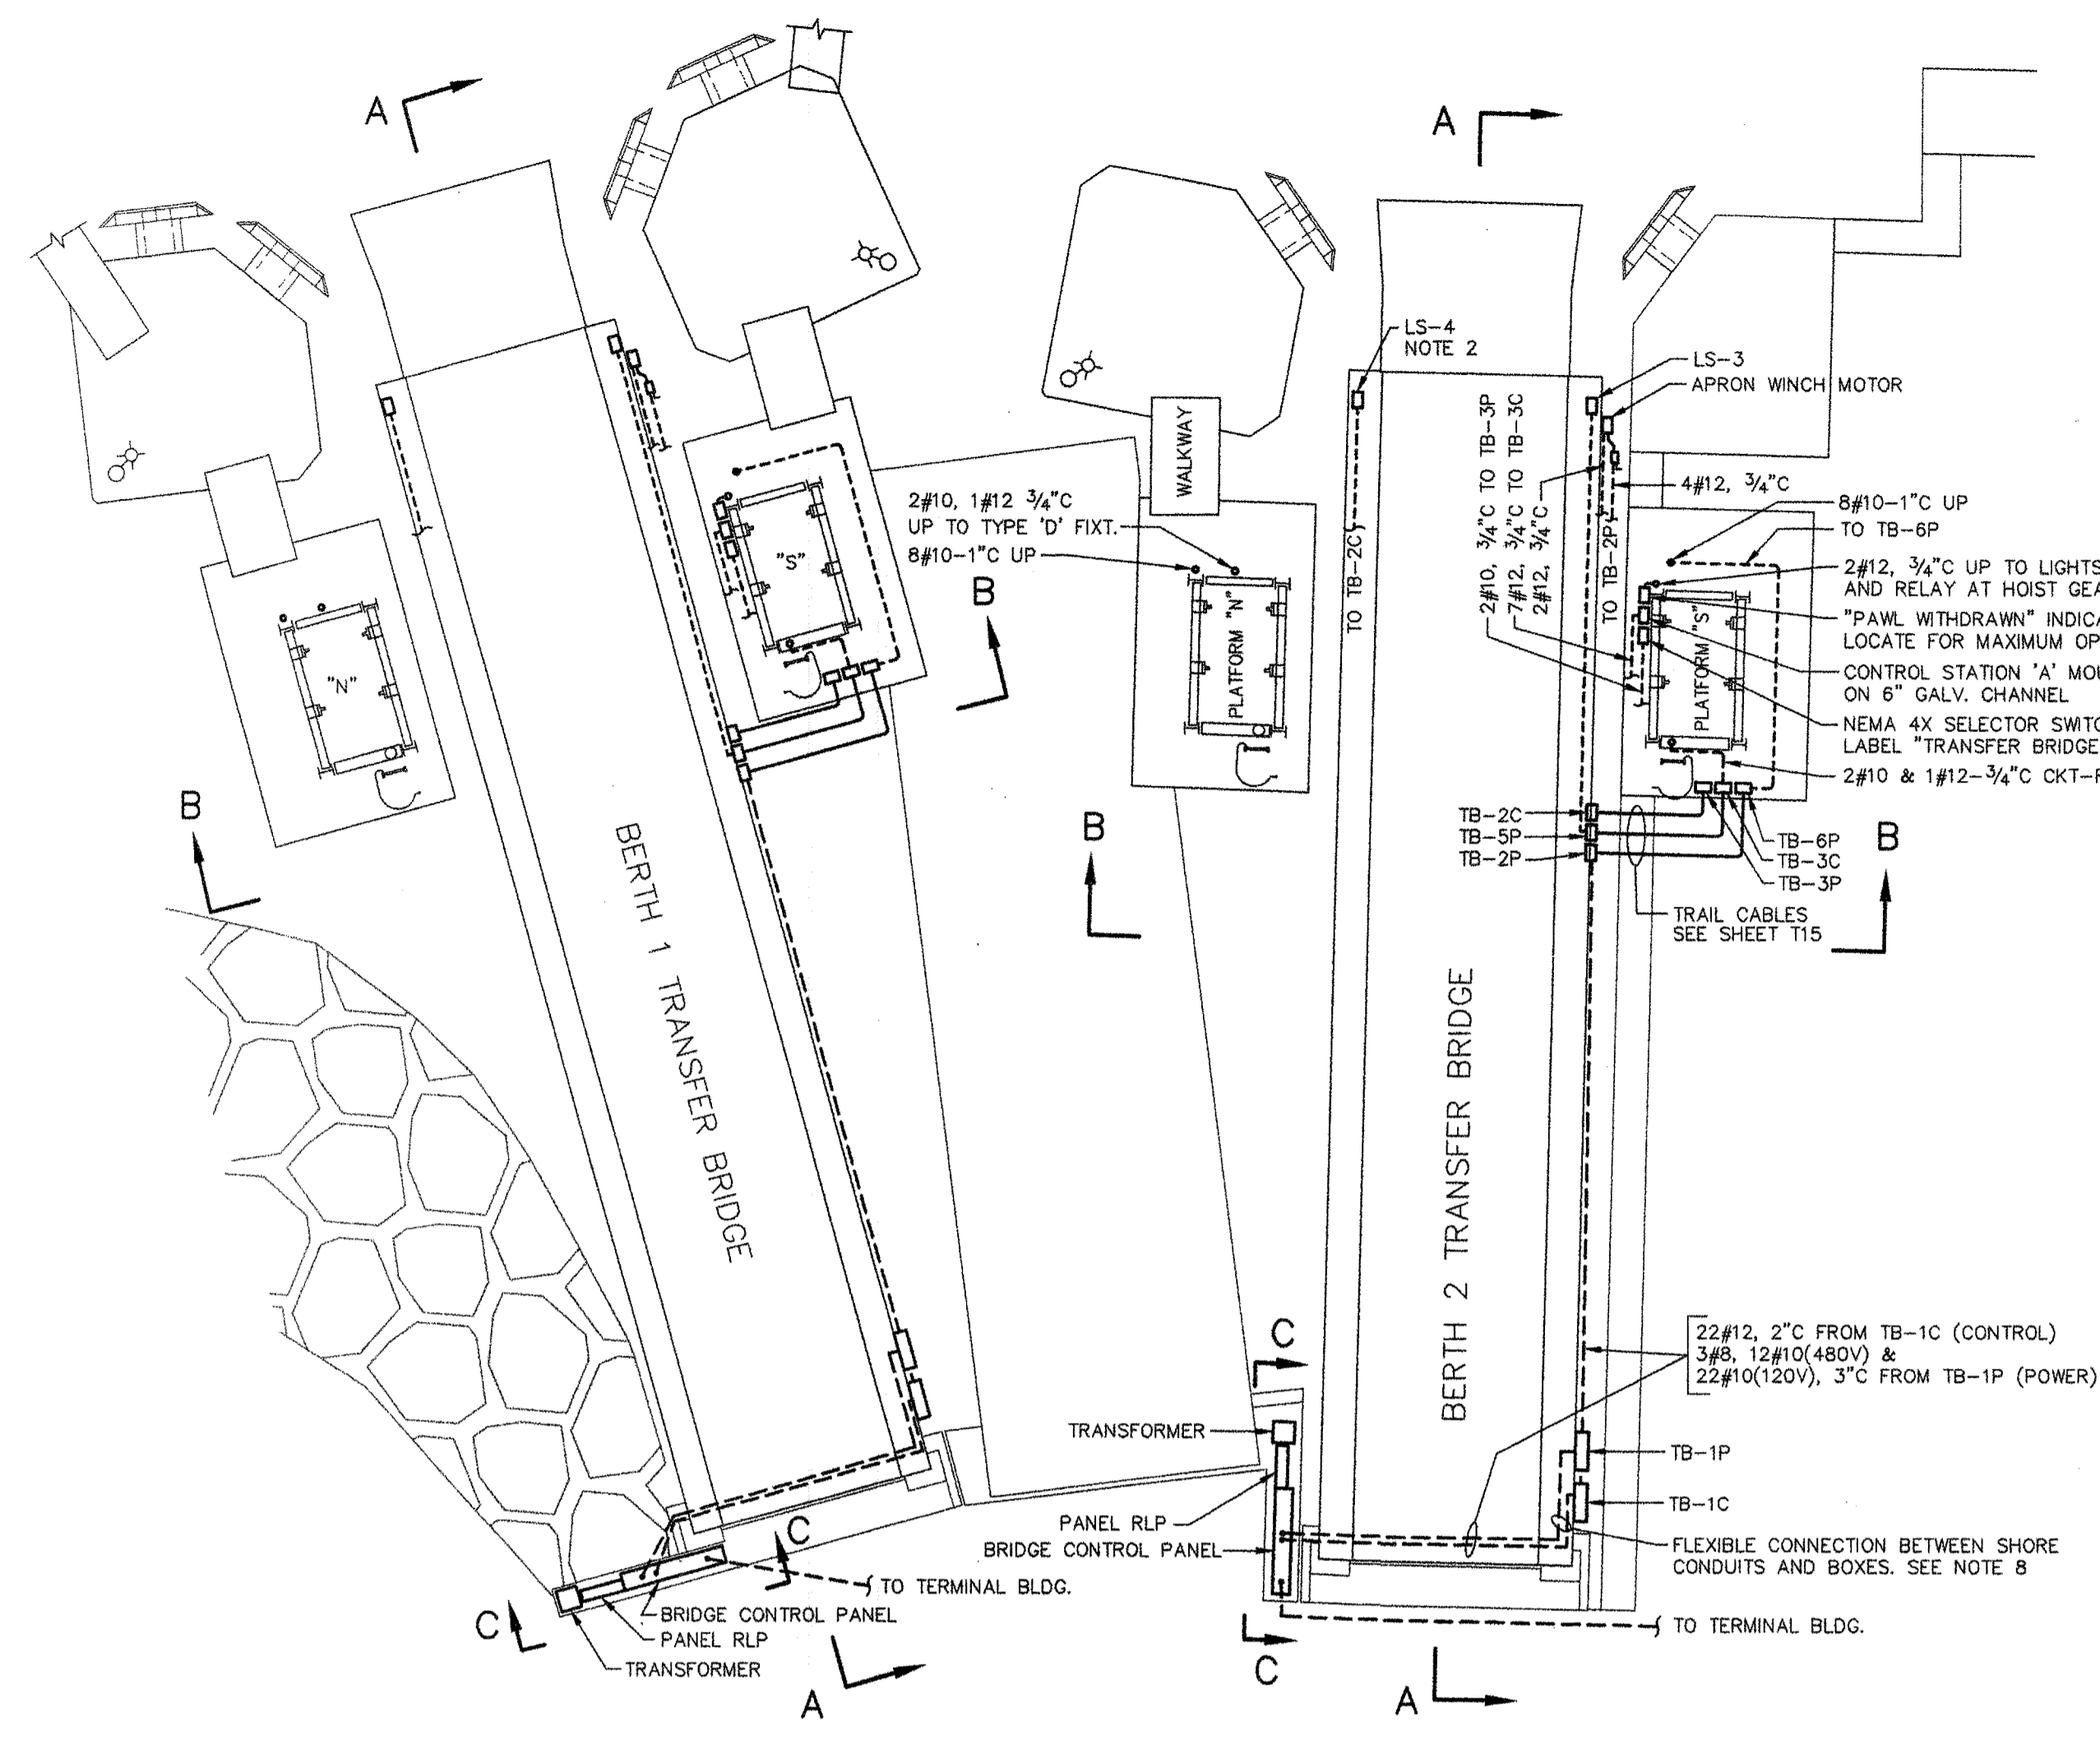 A
A
LS-4
NOTE 2
LS-3
APRON WINCH MOTOR
WALKWAY
2#10, 3/4"C TO TB-3P
7#12, 3/4"C TO TB-3C
2#12, 3/4"C
4#12, 3/4"C
2#10, 1#12 3/4"C
UP TO TYPE 'D' FIXT.
8#10-1"C UP
8#10-1"C UP
TO TB-6P
TO TB-2C
TO TB-2P
2#12, 3/4"C UP TO LIGHTS
AND RELAY AT HOIST GEA
"PAWL WITHDRAWN" INDICA
LOCATE FOR MAXIMUM OP
CONTROL STATION 'A' MOU
ON 6" GALV. CHANNEL
NEMA 4X SELECTOR SWITC
LABEL "TRANSFER BRIDGE
2#10 & 1#12-3/4"C CKT-F
"S"
"N"
PLATFORM "N"
PLATFORM "S"
B
B
B
B
TB-2C
TB-5P
TB-2P
TB-6P
TB-3C
TB-3P
TRAIL CABLES
SEE SHEET T15
BERTH 1 TRANSFER BRIDGE
BERTH 2 TRANSFER BRIDGE
22#12, 2"C FROM TB-1C (CONTROL)
3#8, 12#10(480V) &
22#10(120V), 3"C FROM TB-1P (POWER)
C
TRANSFORMER
PANEL RLP
BRIDGE CONTROL PANEL
TB-1P
TB-1C
FLEXIBLE CONNECTION BETWEEN SHORE
CONDUITS AND BOXES. SEE NOTE 8
C
TO TERMINAL BLDG.
BRIDGE CONTROL PANEL
PANEL RLP
TRANSFORMER
C
TO TERMINAL BLDG.
C
A
A